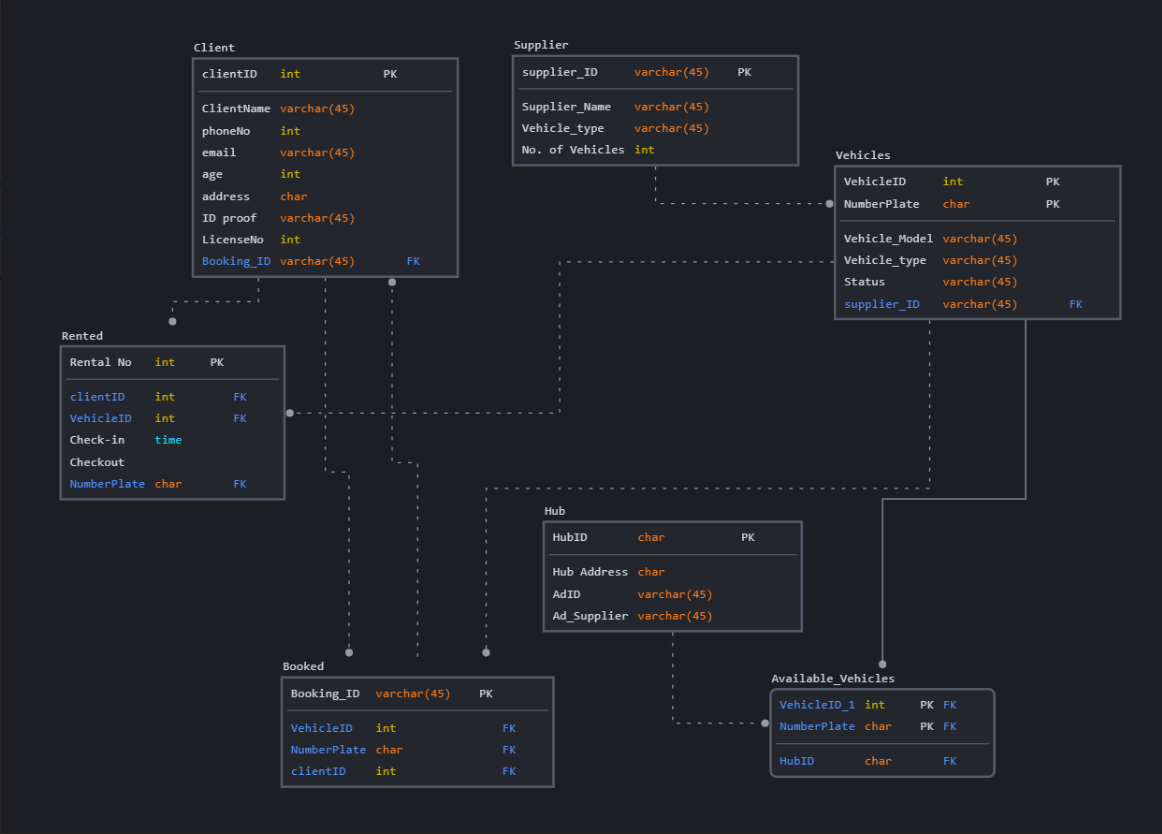 Client
clientID int PK
ClientName varchar(45)
phoneNo int
email varchar(45)
age int
address char
ID proof varchar(45)
LicenseNo int
Booking_ID varchar(45) FK
Supplier
supplier_ID varchar(45) PK
Supplier_Name varchar(45)
Vehicle_type varchar(45)
No. of Vehicles int
Vehicles
VehicleID int PK
NumberPlate char PK
Vehicle_Model varchar(45)
Vehicle_type varchar(45)
Status varchar(45)
supplier_ID varchar(45) FK
Rented
Rental No int PK
clientID int FK
VehicleID int FK
Check-in time
Checkout
NumberPlate char FK
Hub
HubID char PK
Hub Address char
AdID varchar(45)
Ad_Supplier varchar(45)
Booked
Booking_ID varchar(45) PK
VehicleID int FK
NumberPlate char FK
clientID int FK
Available_Vehicles
VehicleID_1 int PK FK
NumberPlate char PK FK
HubID char FK